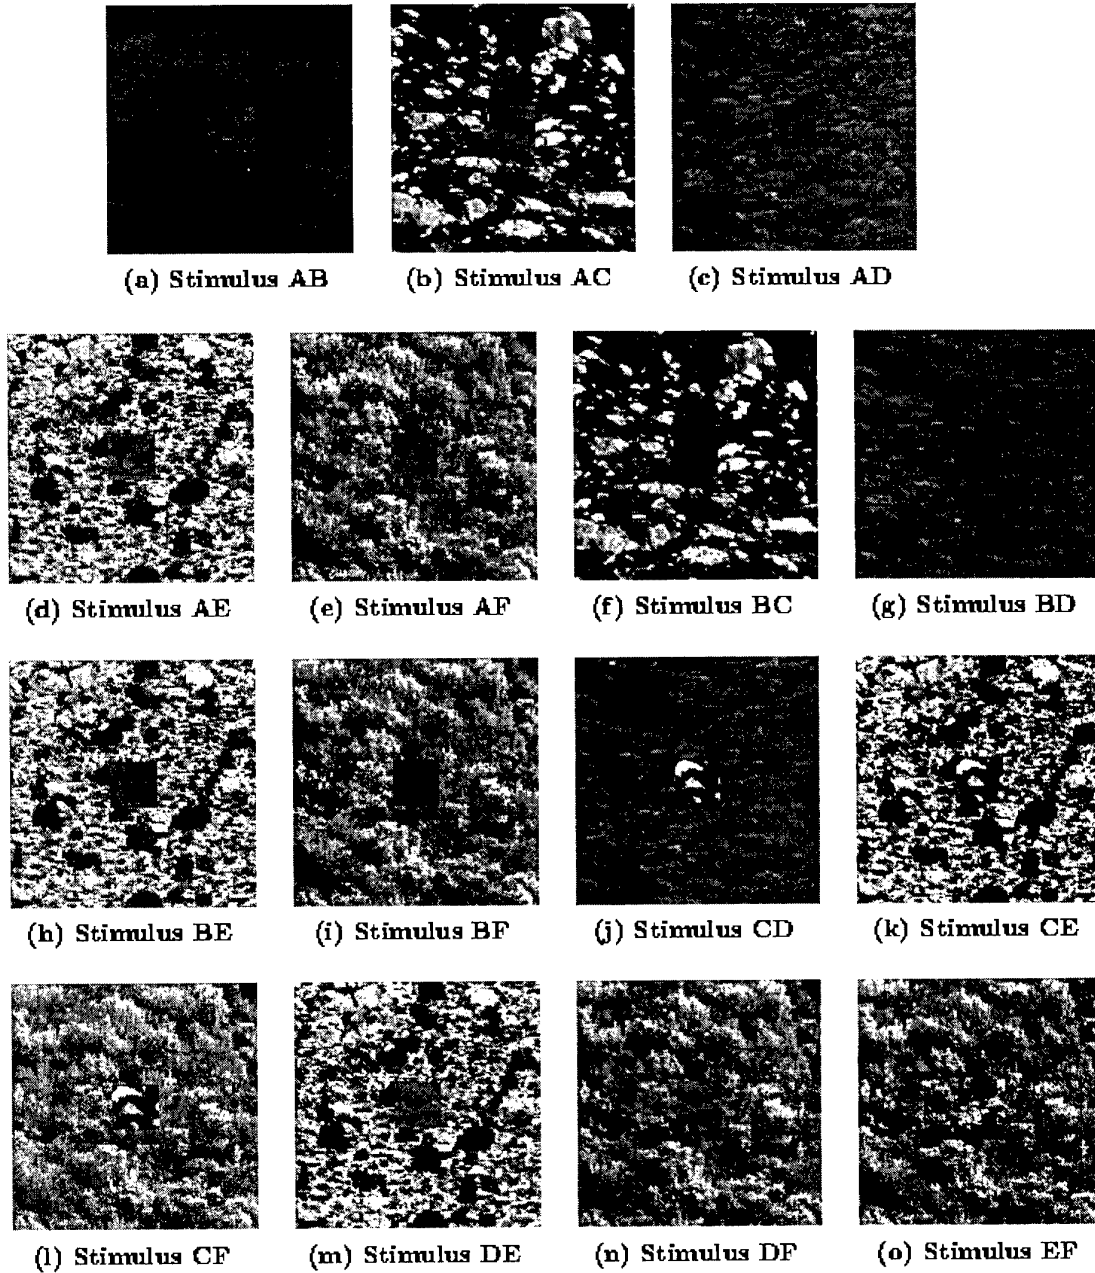 (a) Stimulus AB
(b) Stimulus AC
(c) Stimulus AD
(d) Stimulus AE
(e) Stimulus AF
(f) Stimulus BC
(g) Stimulus BD
(h) Stimulus BE
(i) Stimulus BF
(j) Stimulus CD
(k) Stimulus CE
(l) Stimulus CF
(m) Stimulus DE
(n) Stimulus DF
(o) Stimulus EF